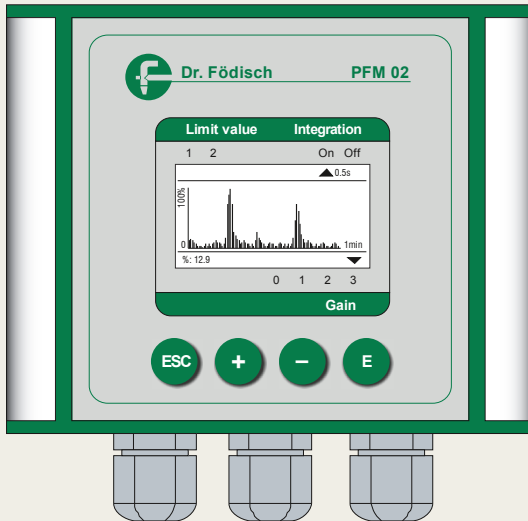 Dr. Födisch PFM 02
Limit value Integration
1 2 On Off
0.5s
100%
0 1min
%: 12.9
0 1 2 3
Gain
ESC + − E